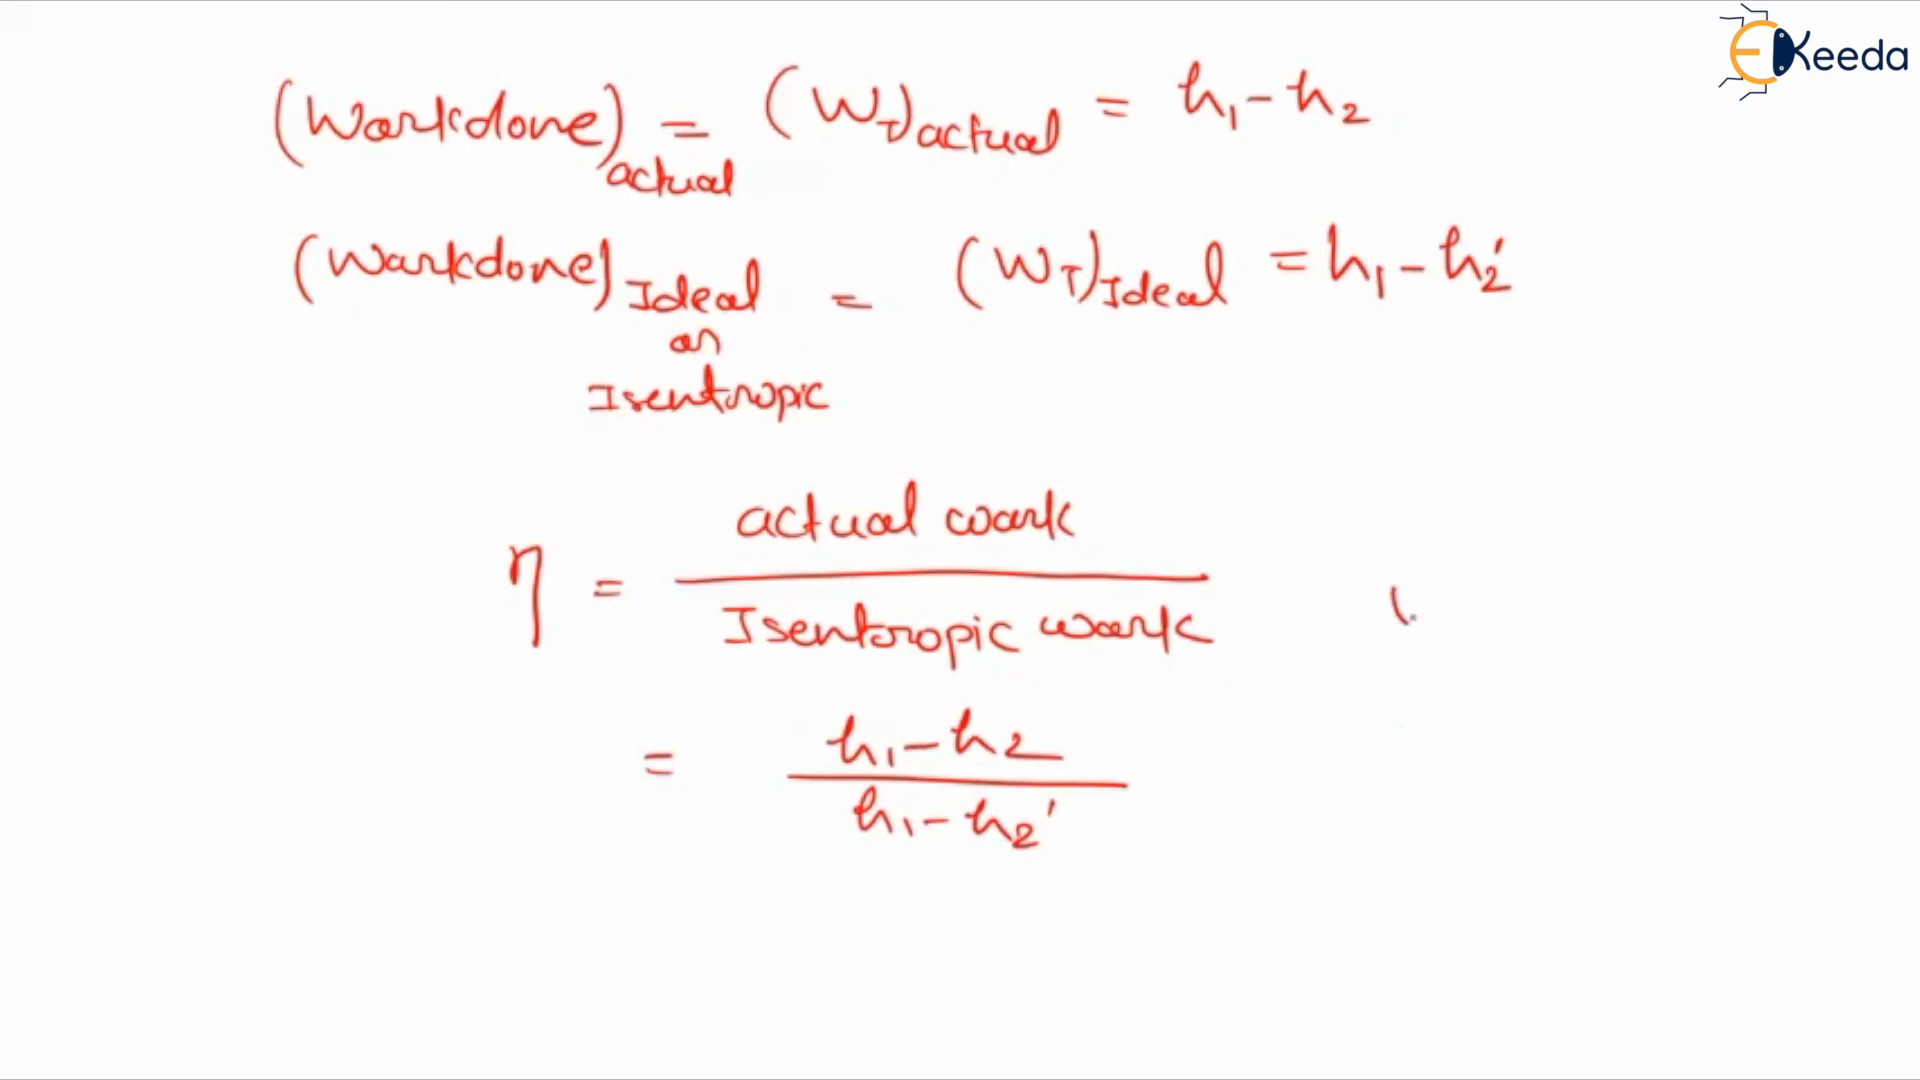 EKeeda
(Workdone)actual = (WT)actual = h1 - h2
(Workdone)Ideal = (WT)Ideal = h1 - h2'
or
Isentropic
η = actual work / Isentropic work
= h1 - h2 / h1 - h2'